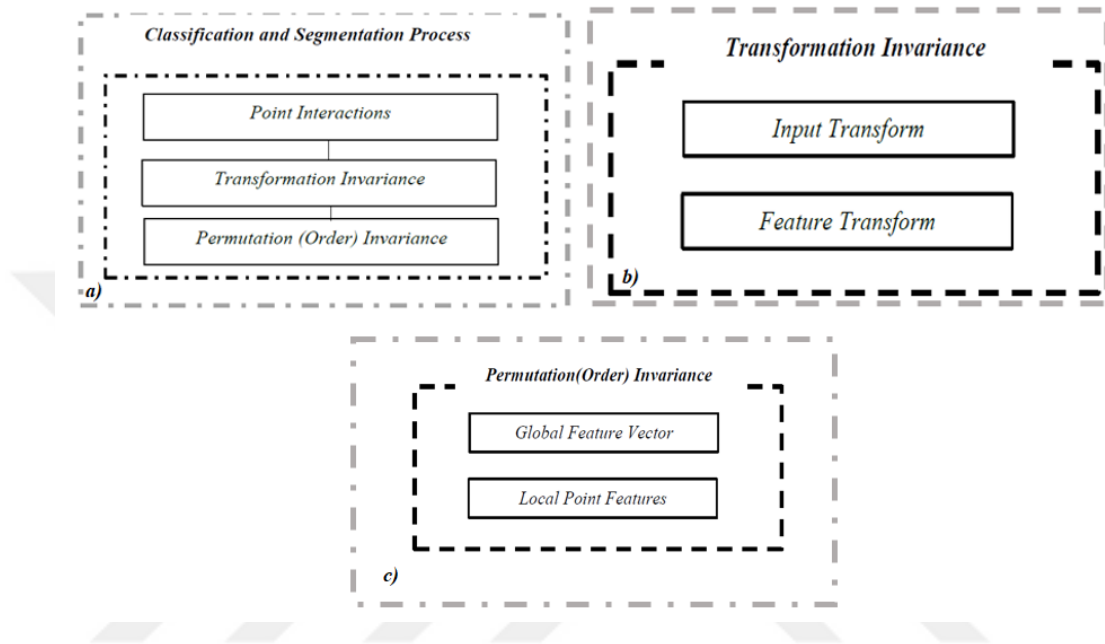 Classification and Segmentation Process
Point Interactions
Transformation Invariance
Permutation (Order) Invariance
a)
Transformation Invariance
Input Transform
Feature Transform
b)
Permutation(Order) Invariance
Global Feature Vector
Local Point Features
c)